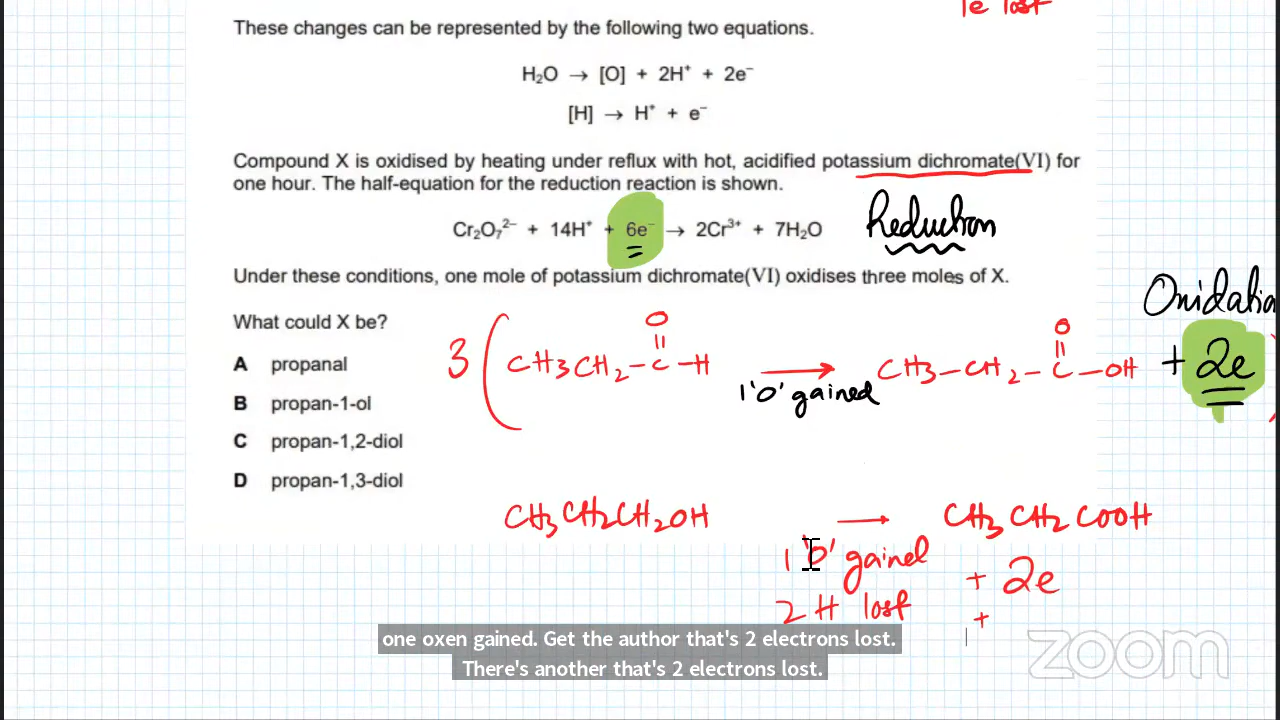 1e lost
These changes can be represented by the following two equations.
H₂O → [O] + 2H⁺ + 2e⁻
[H] → H⁺ + e⁻
Compound X is oxidised by heating under reflux with hot, acidified potassium dichromate(VI) for
one hour. The half-equation for the reduction reaction is shown.
Cr₂O₇²⁻ + 14H⁺ + 6e⁻ → 2Cr³⁺ + 7H₂O Reduction
Under these conditions, one mole of potassium dichromate(VI) oxidises three moles of X.
Oxidation
What could X be?
A propanal
3 ( CH3CH₂-C-H → CH3-CH₂-C-OH + 2e
O
O
1 'O' gained
B propan-1-ol
C propan-1,2-diol
D propan-1,3-diol
CH3CH2CH2OH → CH3CH2COOH
1 'O' gained
+ 2e
2 H lost
+
one oxen gained. Get the author that's 2 electrons lost.
There's another that's 2 electrons lost.
zoom